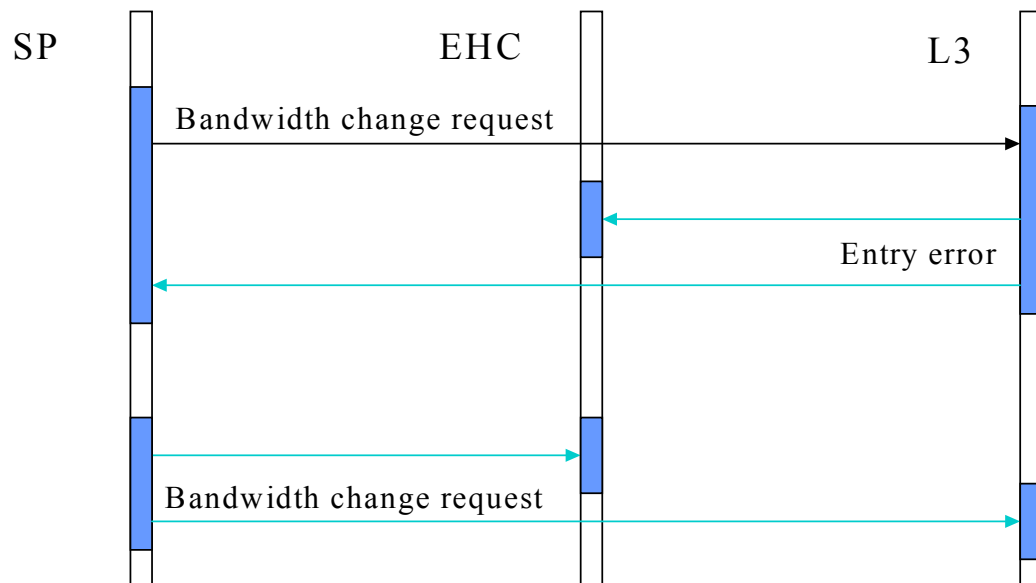 SP
EHC
L3
Bandwidth change request
Entry error
Bandwidth change request